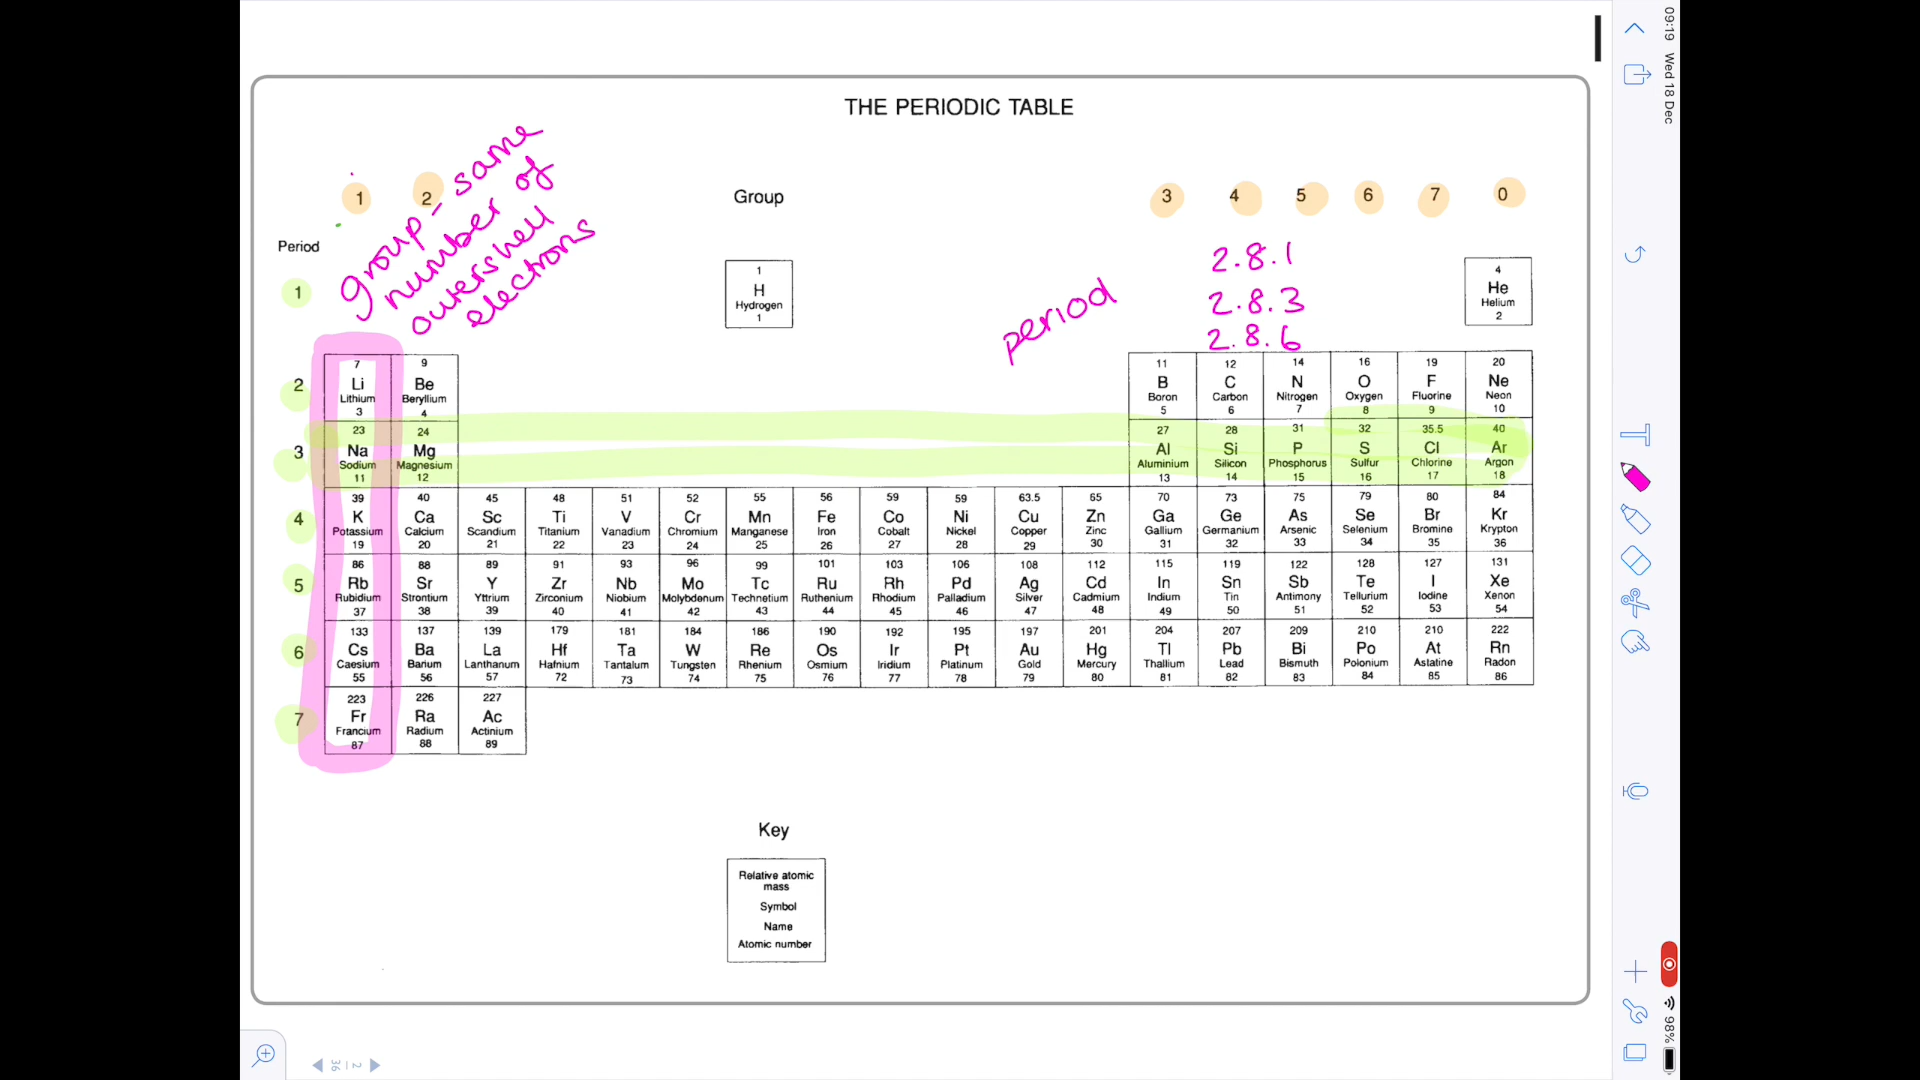 09:19 Wed 18 Dec
THE PERIODIC TABLE
Group
1 2 3 4 5 6 7 0
group - same
number of
outershell
electrons
Period
period
2.8.1
2.8.3
2.8.6
1
1 H Hydrogen 1
4 He Helium 2
2
7 Li Lithium 3
9 Be Beryllium 4
11 B Boron 5
12 C Carbon 6
14 N Nitrogen 7
16 O Oxygen 8
19 F Fluorine 9
20 Ne Neon 10
3
23 Na Sodium 11
24 Mg Magnesium 12
27 Al Aluminium 13
28 Si Silicon 14
31 P Phosphorus 15
32 S Sulfur 16
35.5 Cl Chlorine 17
40 Ar Argon 18
4
39 K Potassium 19
40 Ca Calcium 20
45 Sc Scandium 21
48 Ti Titanium 22
51 V Vanadium 23
52 Cr Chromium 24
55 Mn Manganese 25
56 Fe Iron 26
59 Co Cobalt 27
59 Ni Nickel 28
63.5 Cu Copper 29
65 Zn Zinc 30
70 Ga Gallium 31
73 Ge Germanium 32
75 As Arsenic 33
79 Se Selenium 34
80 Br Bromine 35
84 Kr Krypton 36
5
86 Rb Rubidium 37
88 Sr Strontium 38
89 Y Yttrium 39
91 Zr Zirconium 40
93 Nb Niobium 41
96 Mo Molybdenum 42
99 Tc Technetium 43
101 Ru Ruthenium 44
103 Rh Rhodium 45
106 Pd Palladium 46
108 Ag Silver 47
112 Cd Cadmium 48
115 In Indium 49
119 Sn Tin 50
122 Sb Antimony 51
128 Te Tellurium 52
127 I Iodine 53
131 Xe Xenon 54
6
133 Cs Caesium 55
137 Ba Barium 56
139 La Lanthanum 57
179 Hf Hafnium 72
181 Ta Tantalum 73
184 W Tungsten 74
186 Re Rhenium 75
190 Os Osmium 76
192 Ir Iridium 77
195 Pt Platinum 78
197 Au Gold 79
201 Hg Mercury 80
204 Tl Thallium 81
207 Pb Lead 82
209 Bi Bismuth 83
210 Po Polonium 84
210 At Astatine 85
222 Rn Radon 86
7
223 Fr Francium 87
226 Ra Radium 88
227 Ac Actinium 89
Key
Relative atomic
mass
Symbol
Name
Atomic number
2 | 36
98%